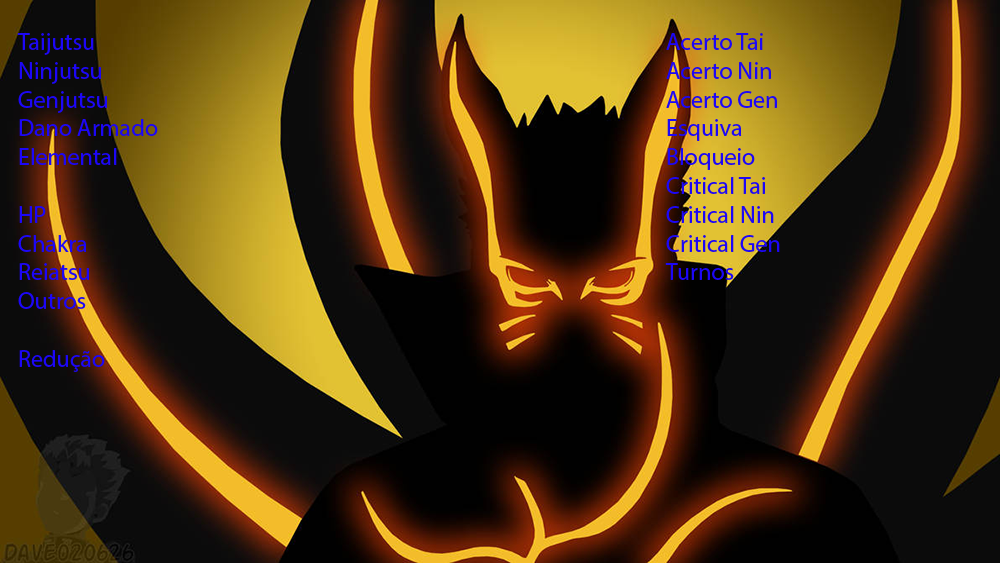 Taijutsu
Ninjutsu
Genjutsu
Dano Armado
Elemental
HP
Chakra
Reiatsu
Outros
Redução
Acerto Tai
Acerto Nin
Acerto Gen
Esquiva
Bloqueio
Critical Tai
Critical Nin
Critical Gen
Turnos
DAVE020626